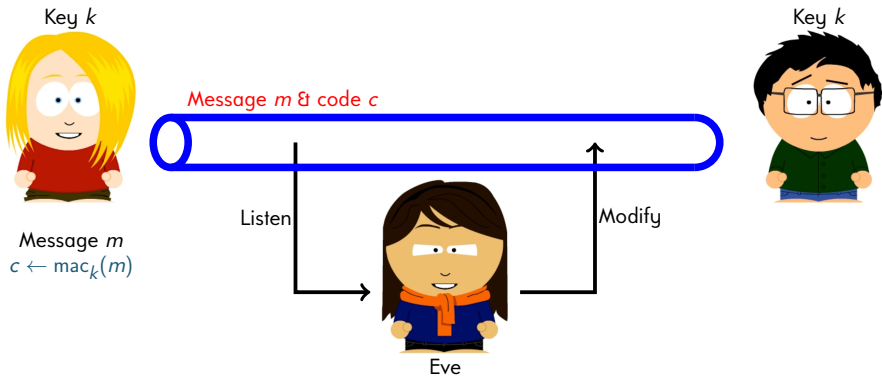 Key k
Key k
Message m & code c
Listen
Modify
Message m
c ← mac_k(m)
Eve